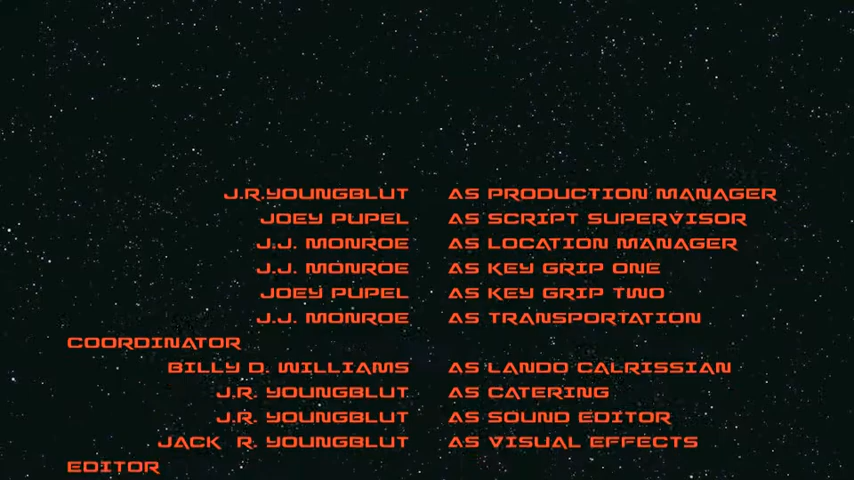 J.R.YOUNGBLUT AS PRODUCTION MANAGER
JOEY PUPEL AS SCRIPT SUPERVISOR
J.J. MONROE AS LOCATION MANAGER
J.J. MONROE AS KEY GRIP ONE
JOEY PUPEL AS KEY GRIP TWO
J.J. MONROE AS TRANSPORTATION
COORDINATOR
BILLY D. WILLIAMS AS LANDO CALRISSIAN
J.R. YOUNGBLUT AS CATERING
J.R. YOUNGBLUT AS SOUND EDITOR
JACK R. YOUNGBLUT AS VISUAL EFFECTS
EDITOR